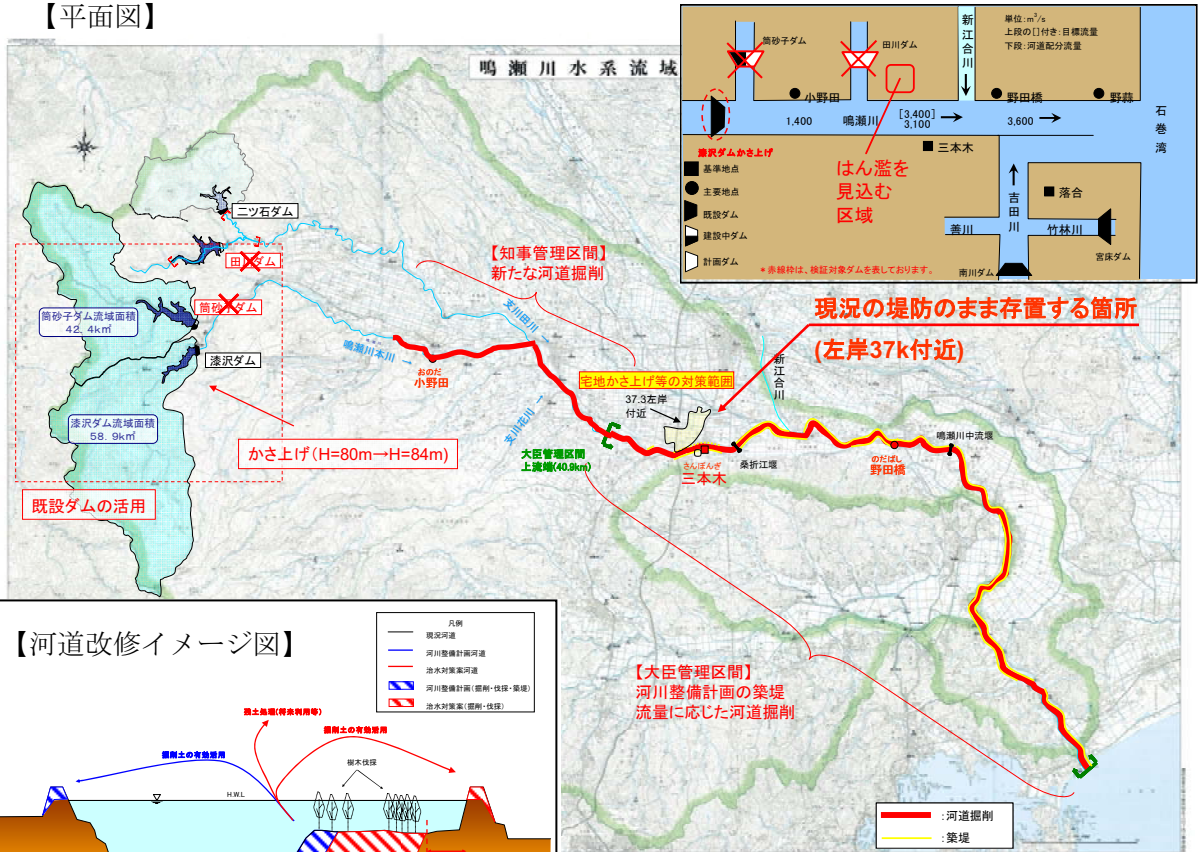 【平面図】
鳴瀬川水系流域
単位:m³/s
上段の[]付き:目標流量
下段:河道配分流量
新江合川
筒砂子ダム
田川ダム
小野田
野田橋
野蒜
石巻湾
1,400
鳴瀬川
[3,400]
3,100
3,600
漆沢ダムかさ上げ
三本木
基準地点
主要地点
既設ダム
建設中ダム
計画ダム
はん濫を
見込む
区域
吉田川
落合
善川
竹林川
宮床ダム
南川ダム
*赤線枠は、検証対象ダムを表しております。
二ツ石ダム
田川ダム
筒砂子ダム
筒砂子ダム流域面積
42.4km²
漆沢ダム
漆沢ダム流域面積
58.9km²
かさ上げ(H=80m→H=84m)
既設ダムの活用
【知事管理区間】
新たな河道掘削
支川田川
鳴瀬川本川
おのだ
小野田
支川花川
現況の堤防のまま存置する箇所
(左岸37k付近)
宅地かさ上げ等の対策範囲
37.3左岸
付近
新江合川
大臣管理区間
上流端(40.9km)
さんぼんぎ
三本木
桑折江堰
のだばし
野田橋
鳴瀬川中流堰
【大臣管理区間】
河川整備計画の築堤
流量に応じた河道掘削
:河道掘削
:築堤
【河道改修イメージ図】
凡例
現況河道
河川整備計画河道
治水対策案河道
河川整備計画(掘削・伐採・築堤)
治水対策案(掘削・伐採)
残土処理(将来利用等)
掘削土の有効活用
掘削土の有効活用
樹木伐採
H.W.L